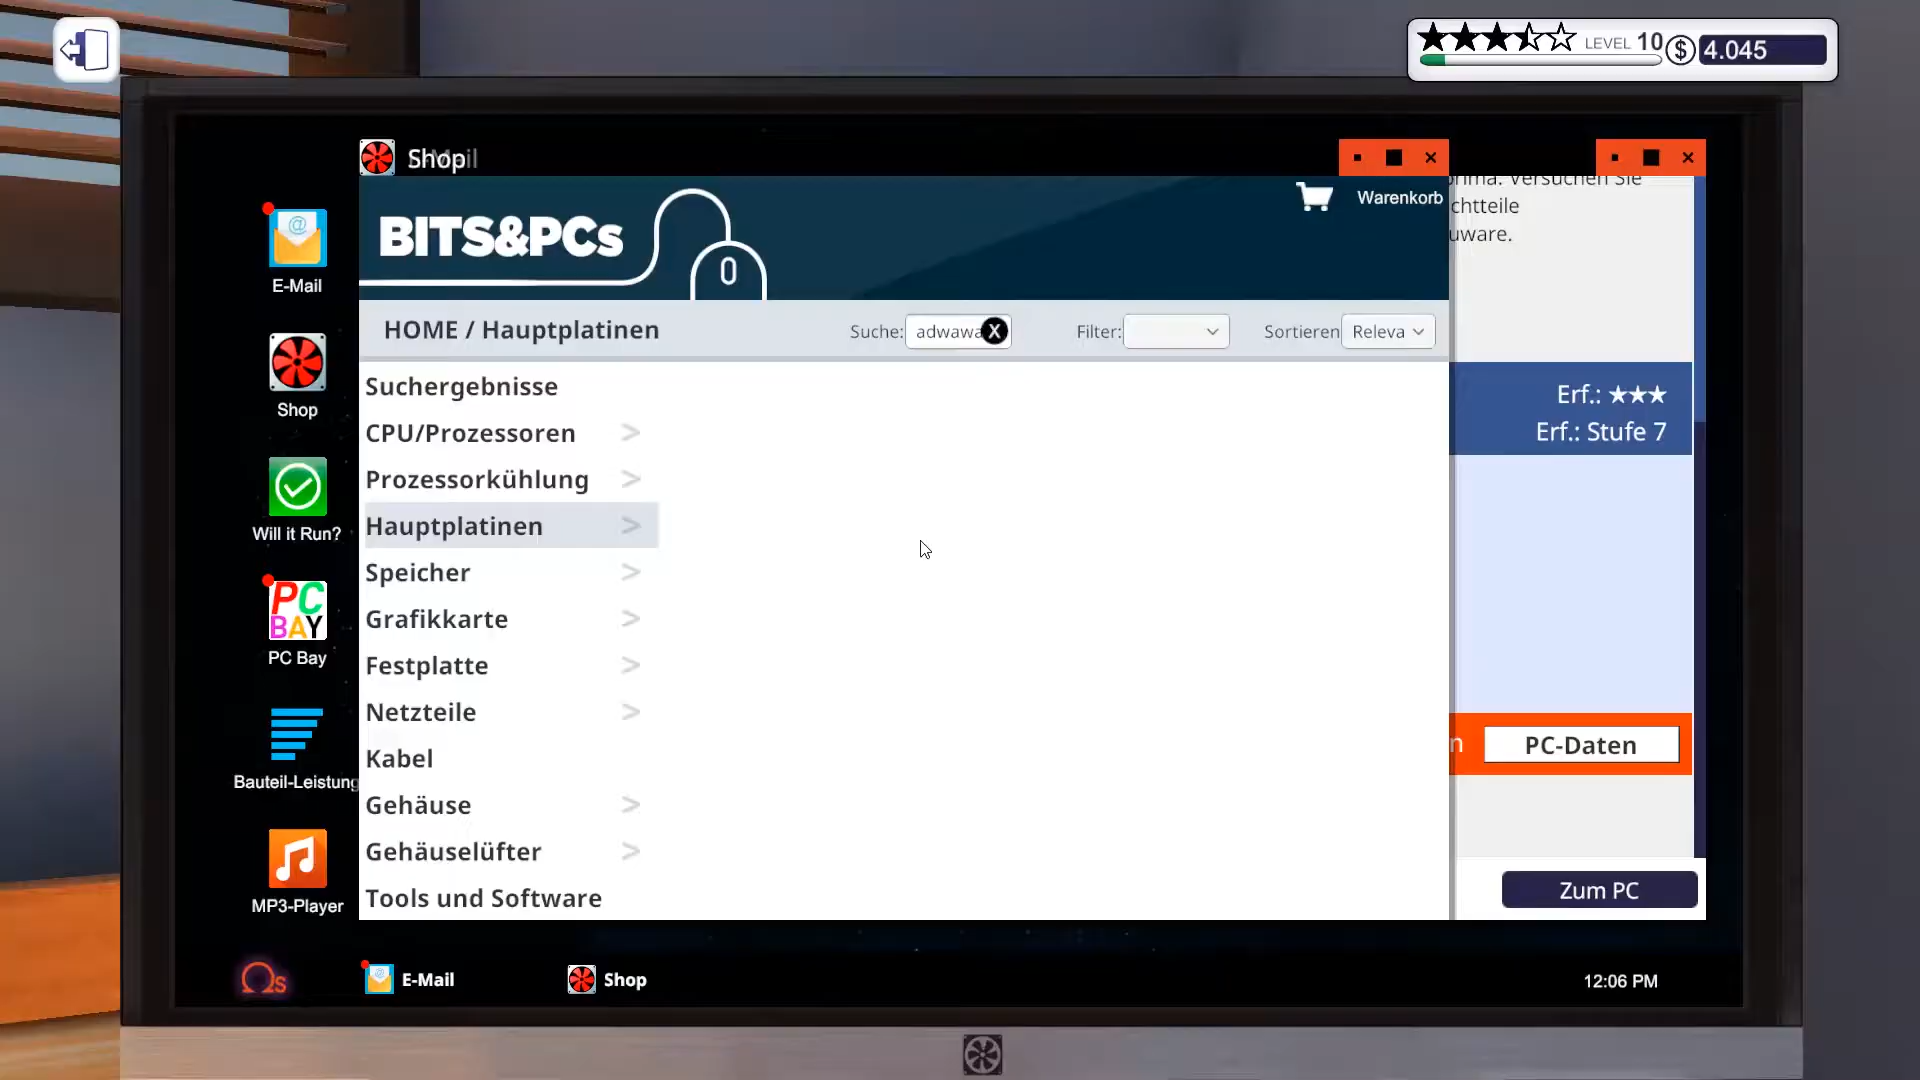 LEVEL 10
$ 4.045
Shop
BITS&PCs
Warenkorb
HOME / Hauptplatinen
Suche: adwawa X
Filter:
Sortieren Releva
Suchergebnisse
CPU/Prozessoren >
Prozessorkühlung >
Hauptplatinen >
Speicher >
Grafikkarte >
Festplatte >
Netzteile >
Kabel
Gehäuse >
Gehäuselüfter >
Tools und Software
E-Mail
Shop
Will it Run?
PC BAY
PC Bay
Bauteil-Leistung
MP3-Player
Versuchen Sie
chtteile
uware.
Erf.: ★★★
Erf.: Stufe 7
n
PC-Daten
Zum PC
Ωs
E-Mail
Shop
12:06 PM